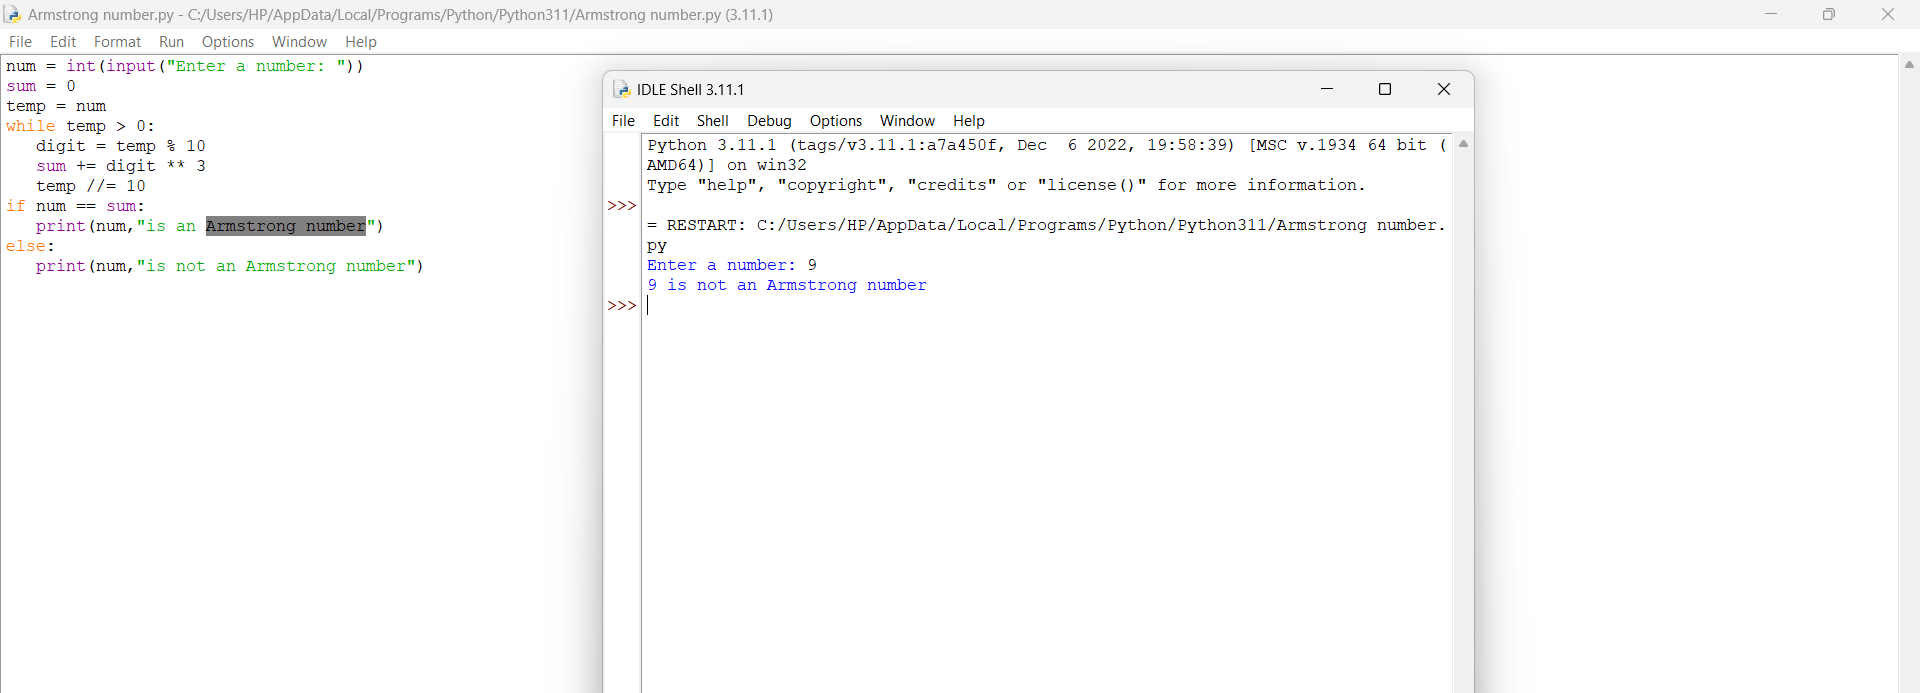 Armstrong number.py - C:/Users/HP/AppData/Local/Programs/Python/Python311/Armstrong number.py (3.11.1)
File Edit Format Run Options Window Help
num = int(input("Enter a number: "))
sum = 0
temp = num
while temp > 0:
   digit = temp % 10
   sum += digit ** 3
   temp //= 10
if num == sum:
   print(num,"is an Armstrong number")
else:
   print(num,"is not an Armstrong number")
IDLE Shell 3.11.1
File Edit Shell Debug Options Window Help
Python 3.11.1 (tags/v3.11.1:a7a450f, Dec  6 2022, 19:58:39) [MSC v.1934 64 bit (
AMD64)] on win32
Type "help", "copyright", "credits" or "license()" for more information.
>>>
= RESTART: C:/Users/HP/AppData/Local/Programs/Python/Python311/Armstrong number.
py
Enter a number: 9
9 is not an Armstrong number
>>>